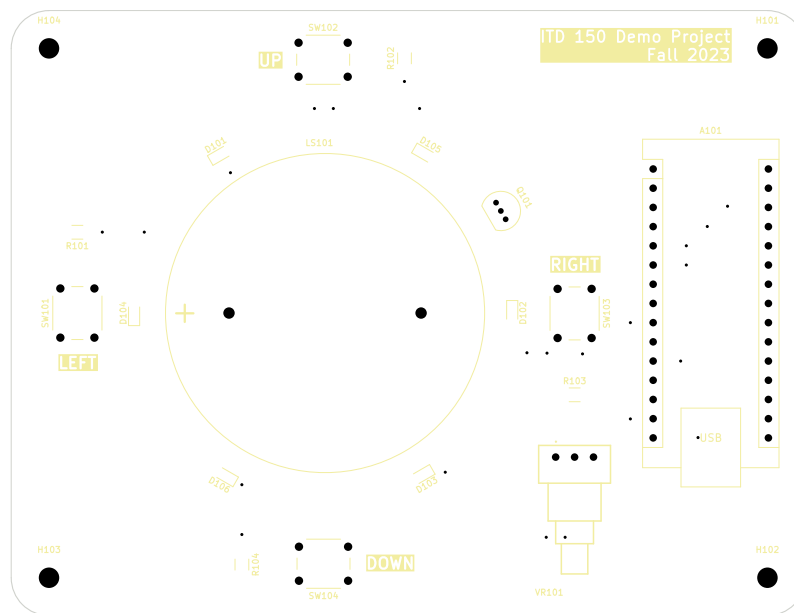 H104
SW102
H101
ITD 150 Demo Project
Fall 2023
UP
R102
D101
LS101
D105
A101
Q101
R101
RIGHT
SW101
D104
+
D102
SW103
LEFT
R103
USB
D106
D103
H103
R104
DOWN
SW104
VR101
H102